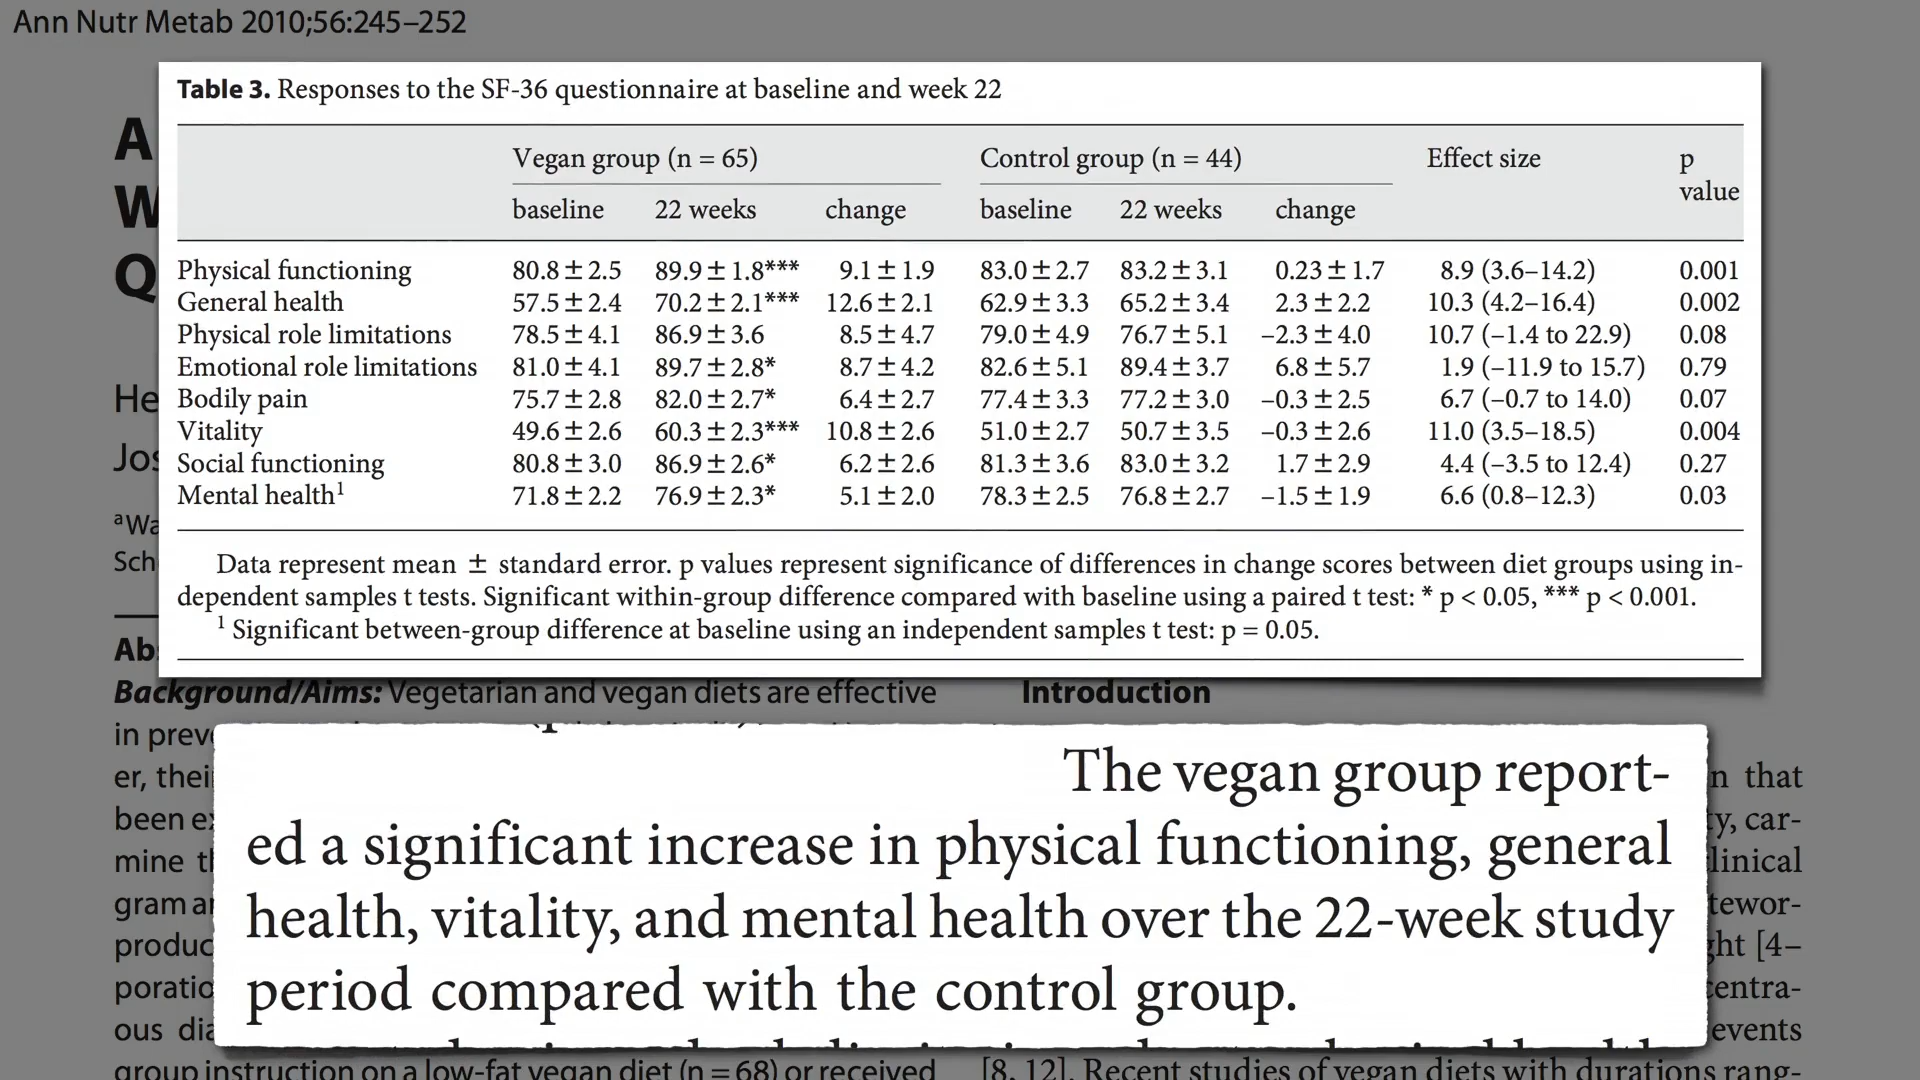 Ann Nutr Metab 2010;56:245–252
Table 3. Responses to the SF-36 questionnaire at baseline and week 22
Vegan group (n = 65) Control group (n = 44) Effect size p value
baseline 22 weeks change baseline 22 weeks change
Physical functioning 80.8 ± 2.5 89.9 ± 1.8*** 9.1 ± 1.9 83.0 ± 2.7 83.2 ± 3.1 0.23 ± 1.7 8.9 (3.6–14.2) 0.001
General health 57.5 ± 2.4 70.2 ± 2.1*** 12.6 ± 2.1 62.9 ± 3.3 65.2 ± 3.4 2.3 ± 2.2 10.3 (4.2–16.4) 0.002
Physical role limitations 78.5 ± 4.1 86.9 ± 3.6 8.5 ± 4.7 79.0 ± 4.9 76.7 ± 5.1 –2.3 ± 4.0 10.7 (–1.4 to 22.9) 0.08
Emotional role limitations 81.0 ± 4.1 89.7 ± 2.8* 8.7 ± 4.2 82.6 ± 5.1 89.4 ± 3.7 6.8 ± 5.7 1.9 (–11.9 to 15.7) 0.79
Bodily pain 75.7 ± 2.8 82.0 ± 2.7* 6.4 ± 2.7 77.4 ± 3.3 77.2 ± 3.0 –0.3 ± 2.5 6.7 (–0.7 to 14.0) 0.07
Vitality 49.6 ± 2.6 60.3 ± 2.3*** 10.8 ± 2.6 51.0 ± 2.7 50.7 ± 3.5 –0.3 ± 2.6 11.0 (3.5–18.5) 0.004
Social functioning 80.8 ± 3.0 86.9 ± 2.6* 6.2 ± 2.6 81.3 ± 3.6 83.0 ± 3.2 1.7 ± 2.9 4.4 (–3.5 to 12.4) 0.27
Mental health¹ 71.8 ± 2.2 76.9 ± 2.3* 5.1 ± 2.0 78.3 ± 2.5 76.8 ± 2.7 –1.5 ± 1.9 6.6 (0.8–12.3) 0.03
Data represent mean ± standard error. p values represent significance of differences in change scores between diet groups using in-
dependent samples t tests. Significant within-group difference compared with baseline using a paired t test: * p < 0.05, *** p < 0.001.
¹ Significant between-group difference at baseline using an independent samples t test: p = 0.05.
Background/Aims: Vegetarian and vegan diets are effective
Introduction
The vegan group report-
ed a significant increase in physical functioning, general
health, vitality, and mental health over the 22-week study
period compared with the control group.
group instruction on a low-fat vegan diet (n = 68) or received
[8, 12]. Recent studies of vegan diets with durations rang-